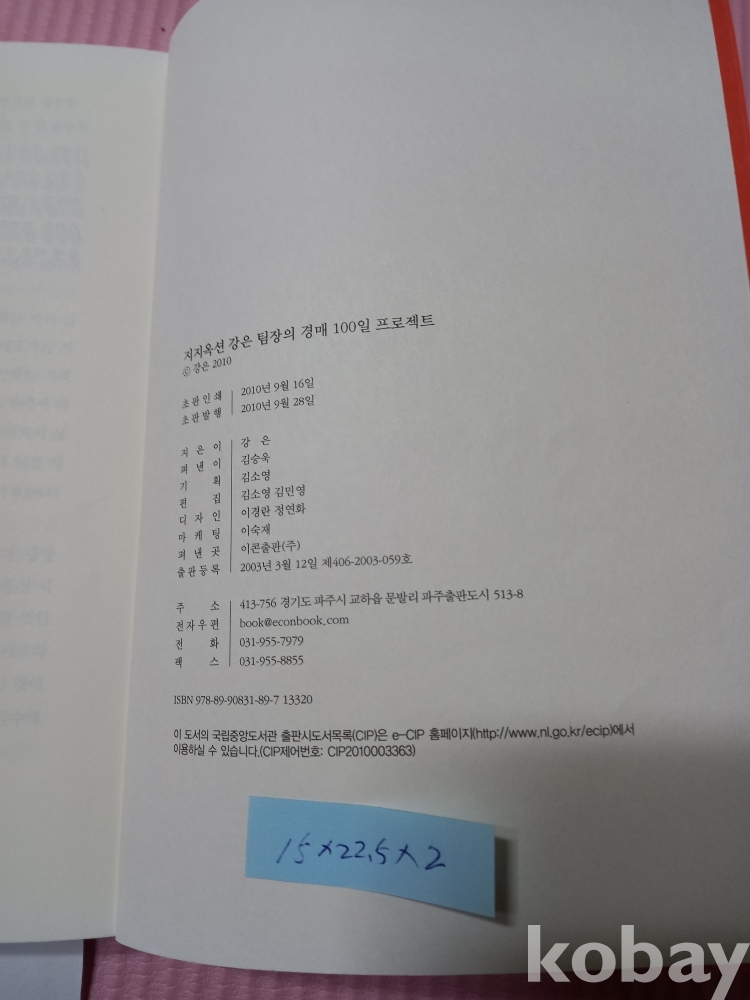 지지옥션 강은 팀장의 경매 100일 프로젝트
© 강은 2010
초판인쇄 2010년 9월 16일
초판발행 2010년 9월 28일
지은이 강 은
펴낸이 김승욱
기 획 김소영
편 집 김소영 김민영
디자인 이경란 정연화
마케팅 이숙재
펴낸곳 이콘출판(주)
출판등록 2003년 3월 12일 제406-2003-059호
주 소 413-756 경기도 파주시 교하읍 문발리 파주출판도시 513-8
전자우편 book@econbook.com
전 화 031-955-7979
팩 스 031-955-8855
ISBN 978-89-90831-89-7 13320
이 도서의 국립중앙도서관 출판시도서목록(CIP)은 e-CIP 홈페이지(http://www.nl.go.kr/ecip)에서
이용하실 수 있습니다.(CIP제어번호: CIP2010003363)
15×22.5×2
kobay